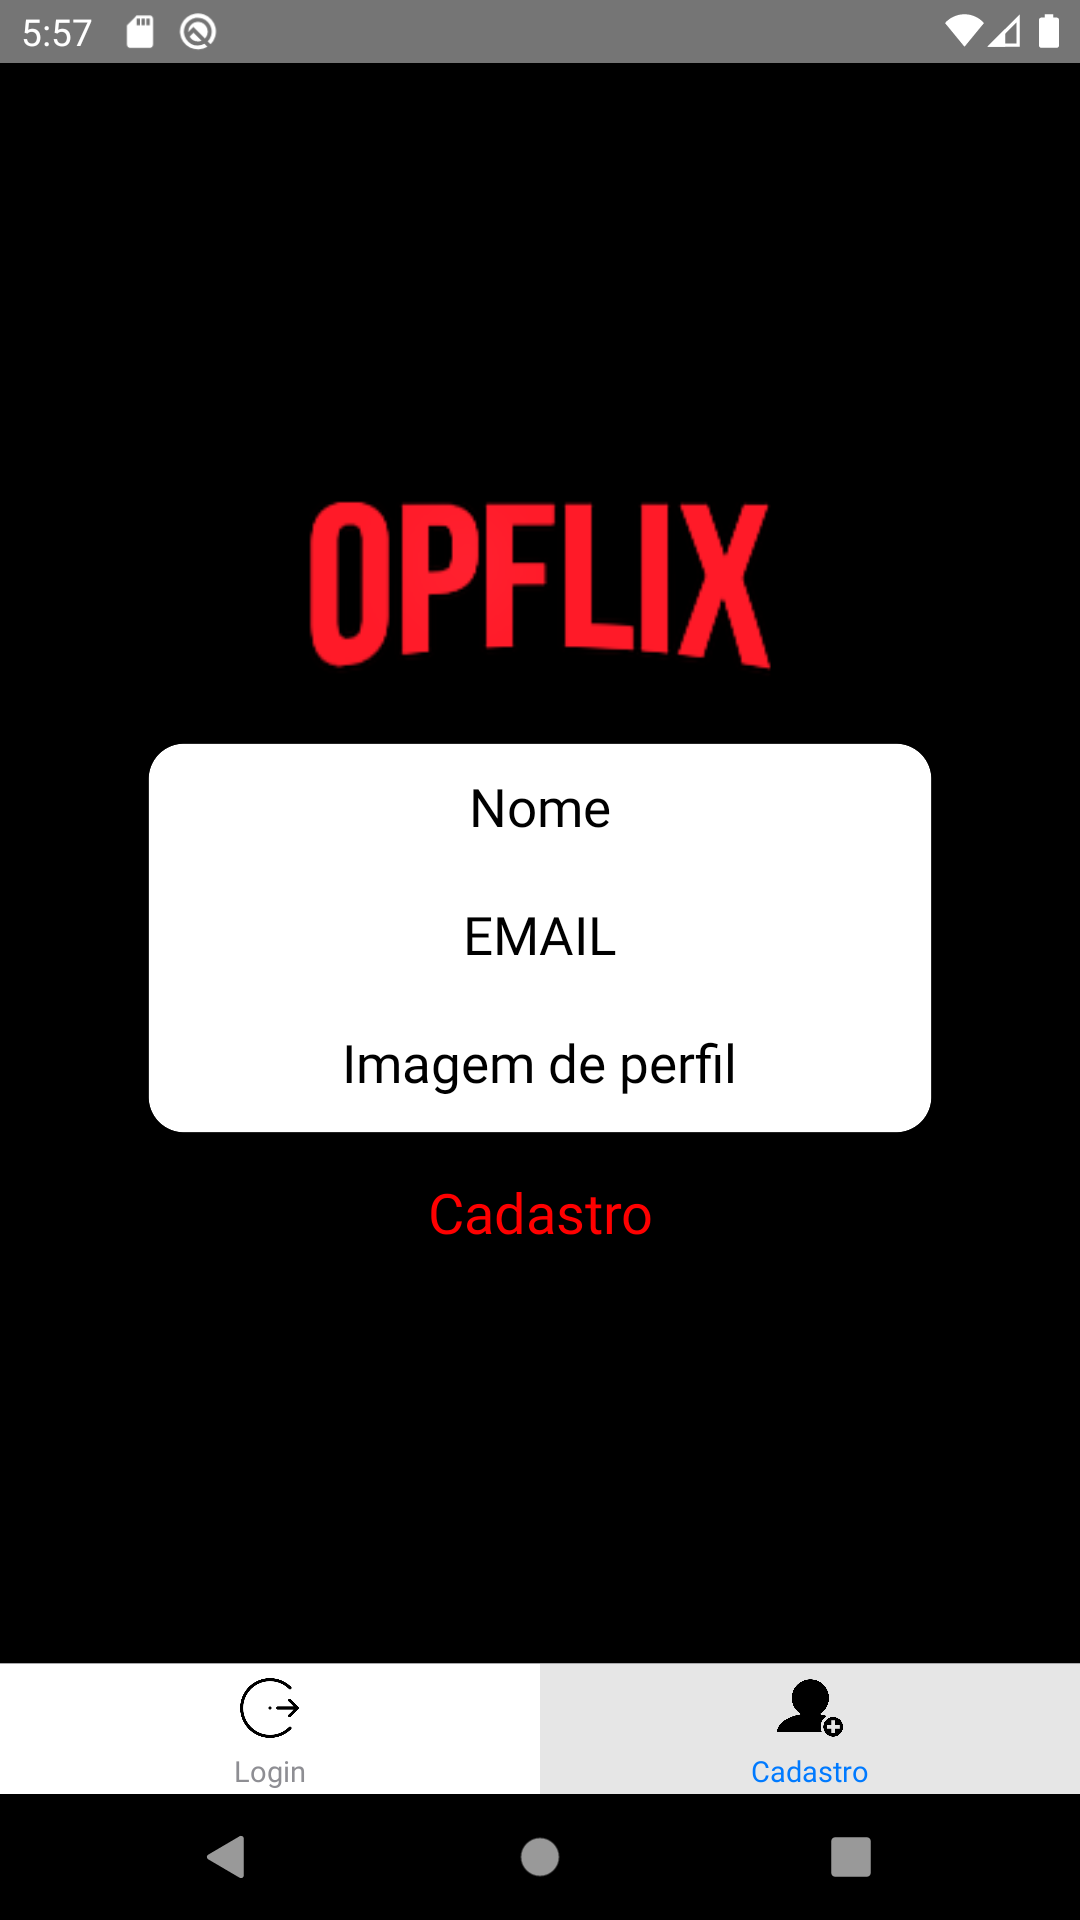 5:57
OPFLIX
Nome
EMAIL
Imagem de perfil
Cadastro
Login
Cadastro